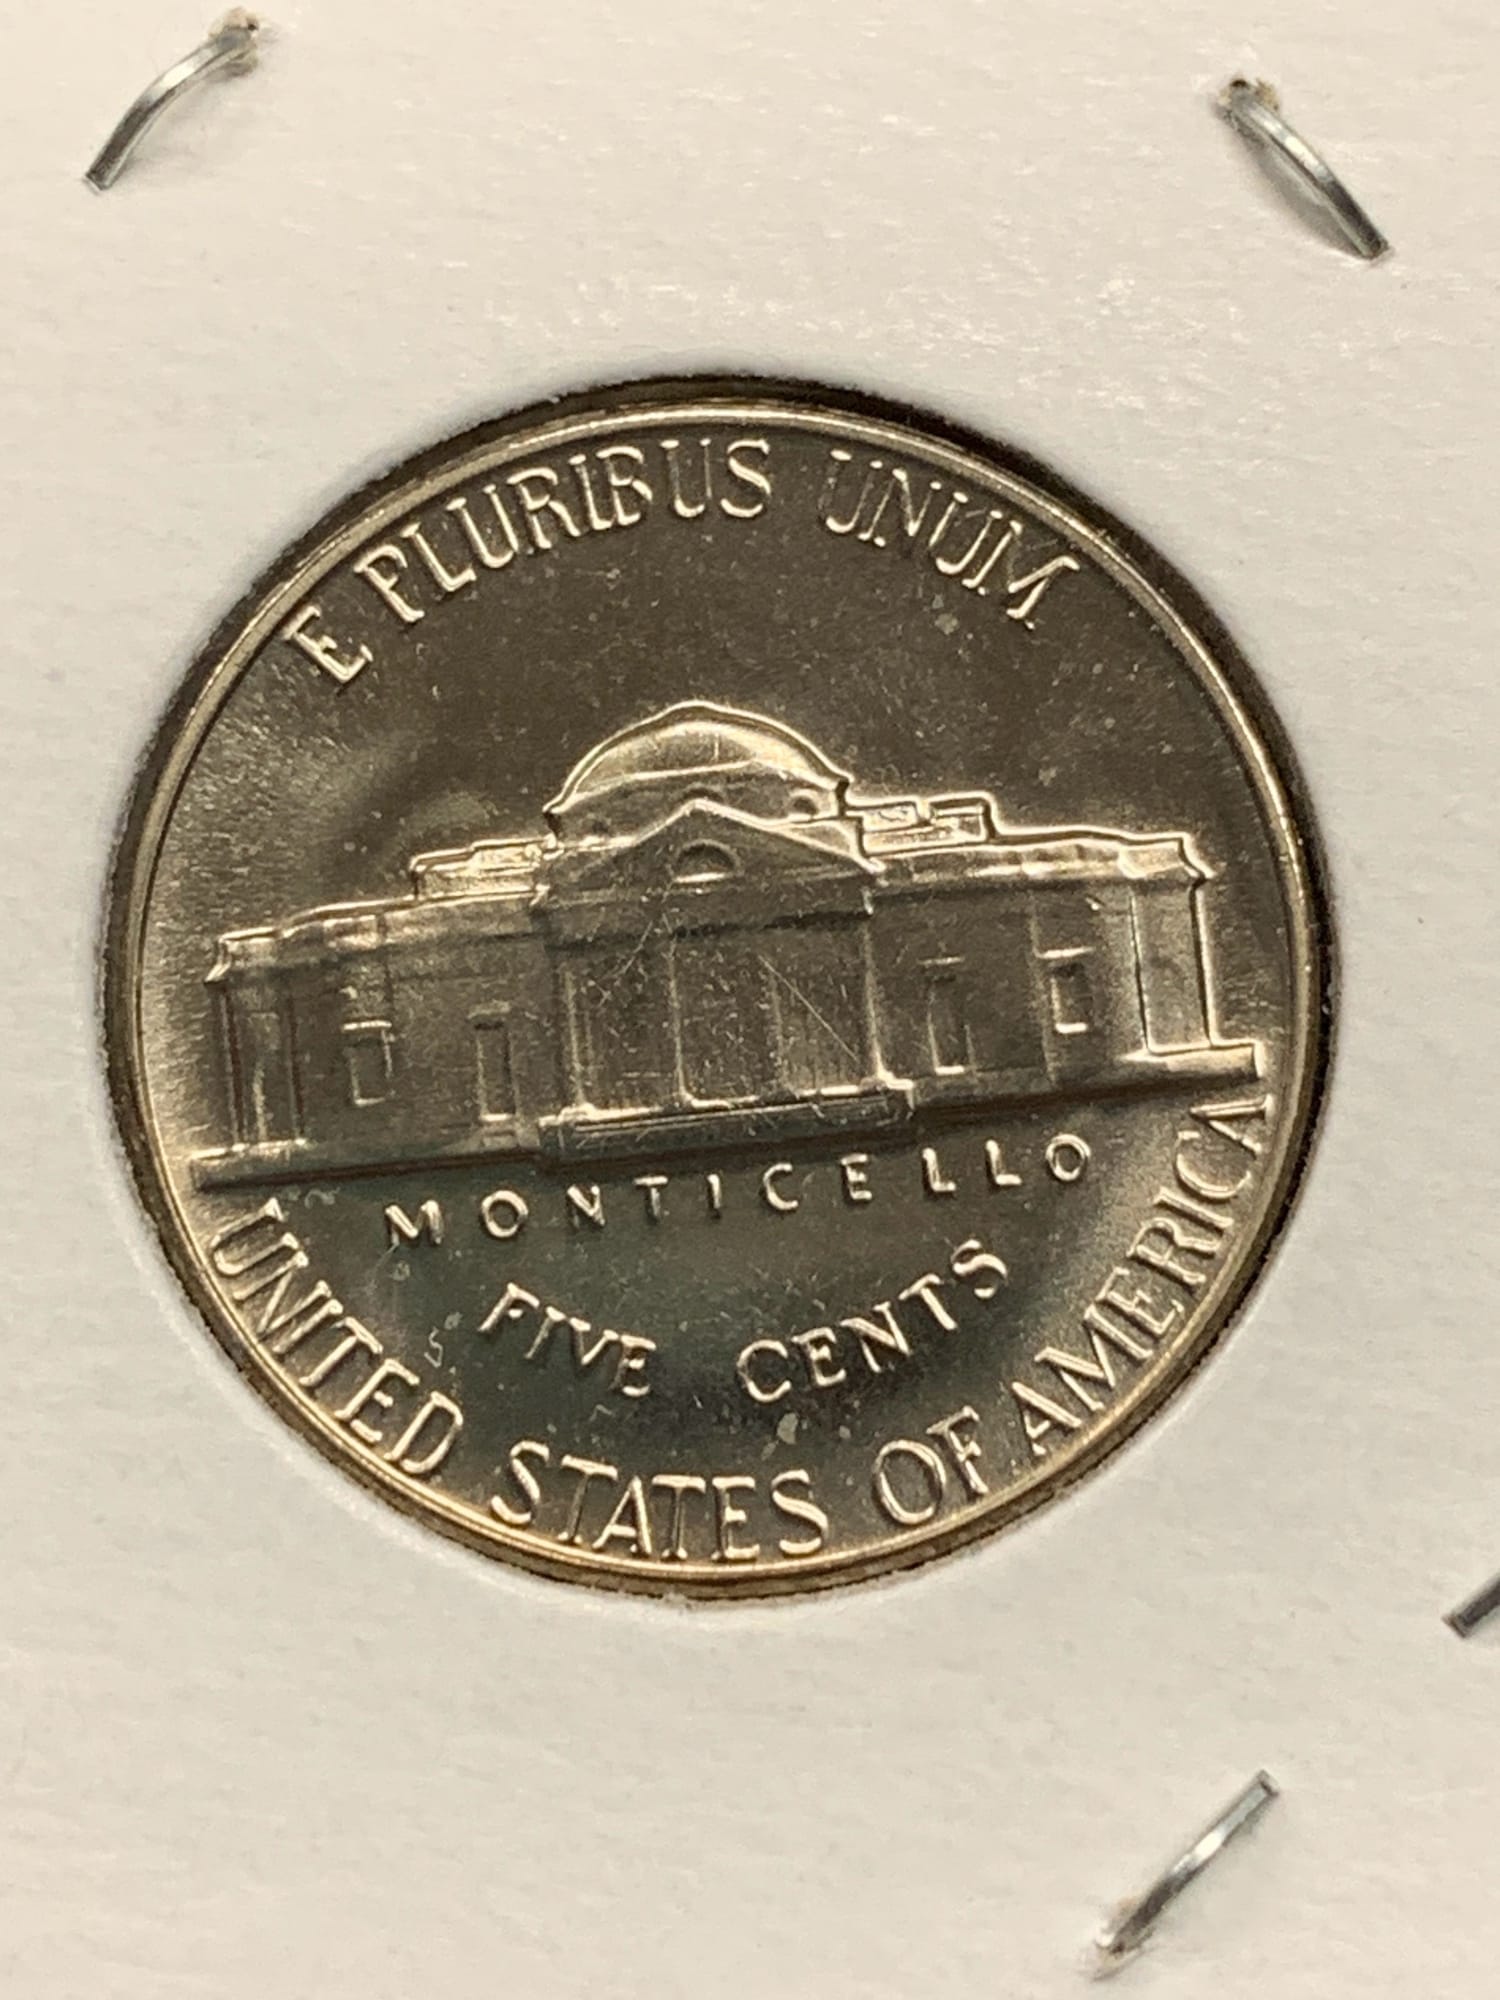 E PLURIBUS UNUM
MONTICELLO
FIVE CENTS
UNITED STATES OF AMERICA